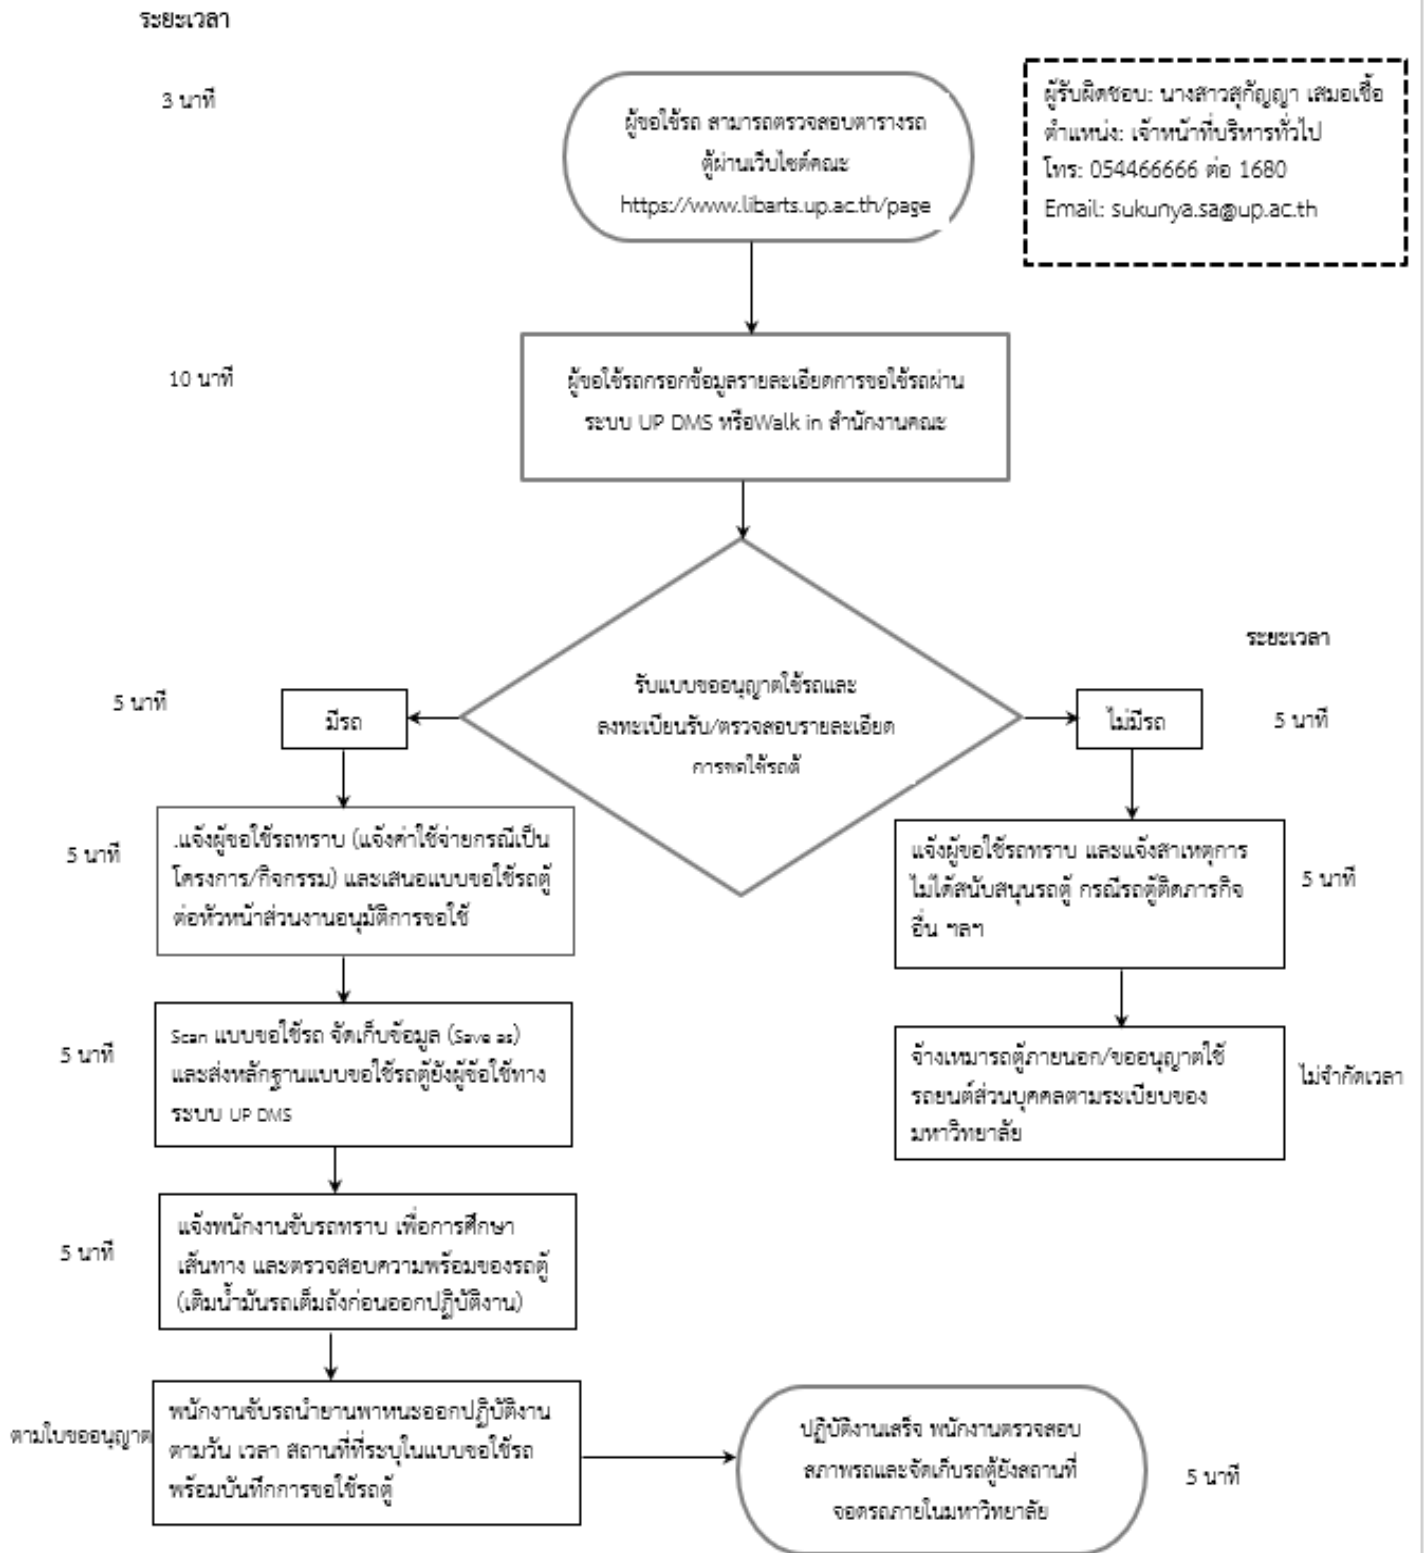 ระยะเวลา
3 นาที
ผู้ขอใช้รถ สามารถตรวจสอบตารางรถ
ตู้ผ่านเว็บไซต์คณะ
https://www.libarts.up.ac.th/page
ผู้รับผิดชอบ: นางสาวสุกัญญา เสมอเชื้อ
ตำแหน่ง: เจ้าหน้าที่บริหารทั่วไป
โทร: 054466666 ต่อ 1680
Email: sukunya.sa@up.ac.th
10 นาที
ผู้ขอใช้รถกรอกข้อมูลรายละเอียดการขอใช้รถผ่าน
ระบบ UP DMS หรือWalk in สำนักงานคณะ
รับแบบขออนุญาตใช้รถและ
ลงทะเบียนรับ/ตรวจสอบรายละเอียด
การขอใช้รถตู้
5 นาที
มีรถ
ระยะเวลา
ไม่มีรถ
5 นาที
5 นาที
.แจ้งผู้ขอใช้รถทราบ (แจ้งค่าใช้จ่ายกรณีเป็น
โครงการ/กิจกรรม) และเสนอแบบขอใช้รถตู้
ต่อหัวหน้าส่วนงานอนุมัติการขอใช้
แจ้งผู้ขอใช้รถทราบ และแจ้งสาเหตุการ
ไม่ได้สนับสนุนรถตู้ กรณีรถตู้ติดภารกิจ
อื่น ฯลฯ
5 นาที
5 นาที
Scan แบบขอใช้รถ จัดเก็บข้อมูล (Save as)
และส่งหลักฐานแบบขอใช้รถตู้ยังผู้ข้อใช้ทาง
ระบบ UP DMS
จ้างเหมารถตู้ภายนอก/ขออนุญาตใช้
รถยนต์ส่วนบุคคลตามระเบียบของ
มหาวิทยาลัย
ไม่จำกัดเวลา
5 นาที
แจ้งพนักงานขับรถทราบ เพื่อการศึกษา
เส้นทาง และตรวจสอบความพร้อมของรถตู้
(เติมน้ำมันรถเต็มถังก่อนออกปฏิบัติงาน)
ตามใบขออนุญาต
พนักงานขับรถนำยานพาหนะออกปฏิบัติงาน
ตามวัน เวลา สถานที่ที่ระบุในแบบขอใช้รถ
พร้อมบันทึกการขอใช้รถตู้
ปฏิบัติงานเสร็จ พนักงานตรวจสอบ
สภาพรถและจัดเก็บรถตู้ยังสถานที่
จอดรถภายในมหาวิทยาลัย
5 นาที